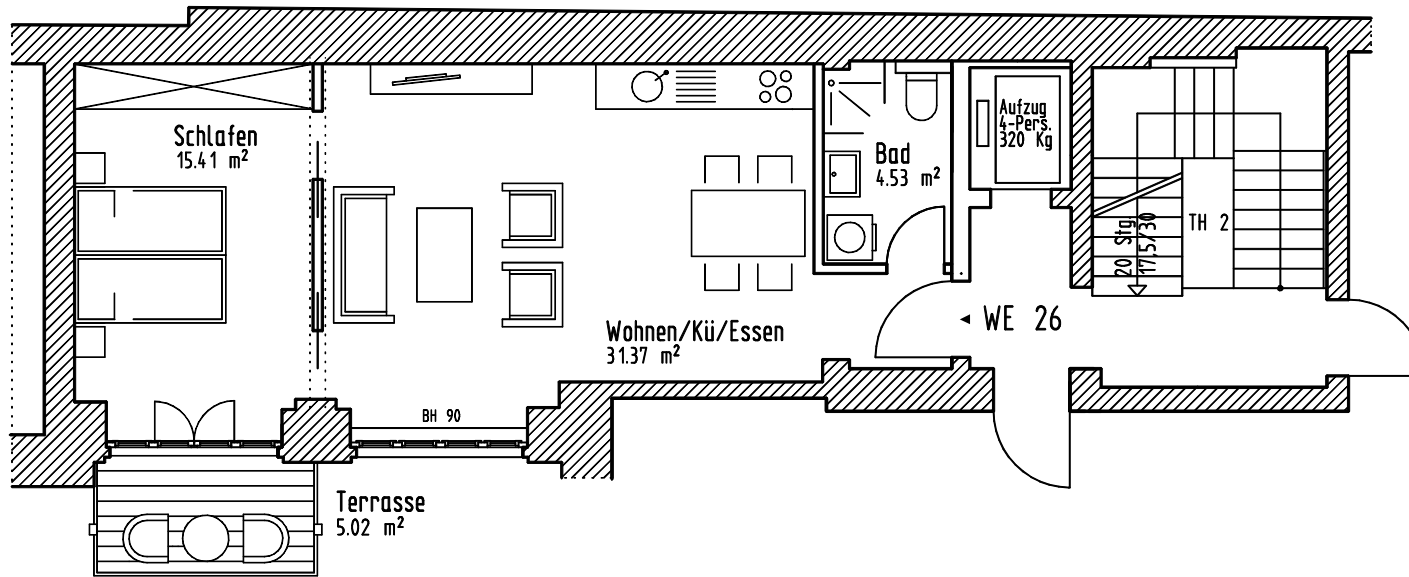 Schlafen
15.41 m²
Aufzug
4-Pers.
320 Kg
Bad
4.53 m²
20 Stg.
17,5/30
TH 2
WE 26
Wohnen/Kü/Essen
31.37 m²
BH 90
Terrasse
5.02 m²